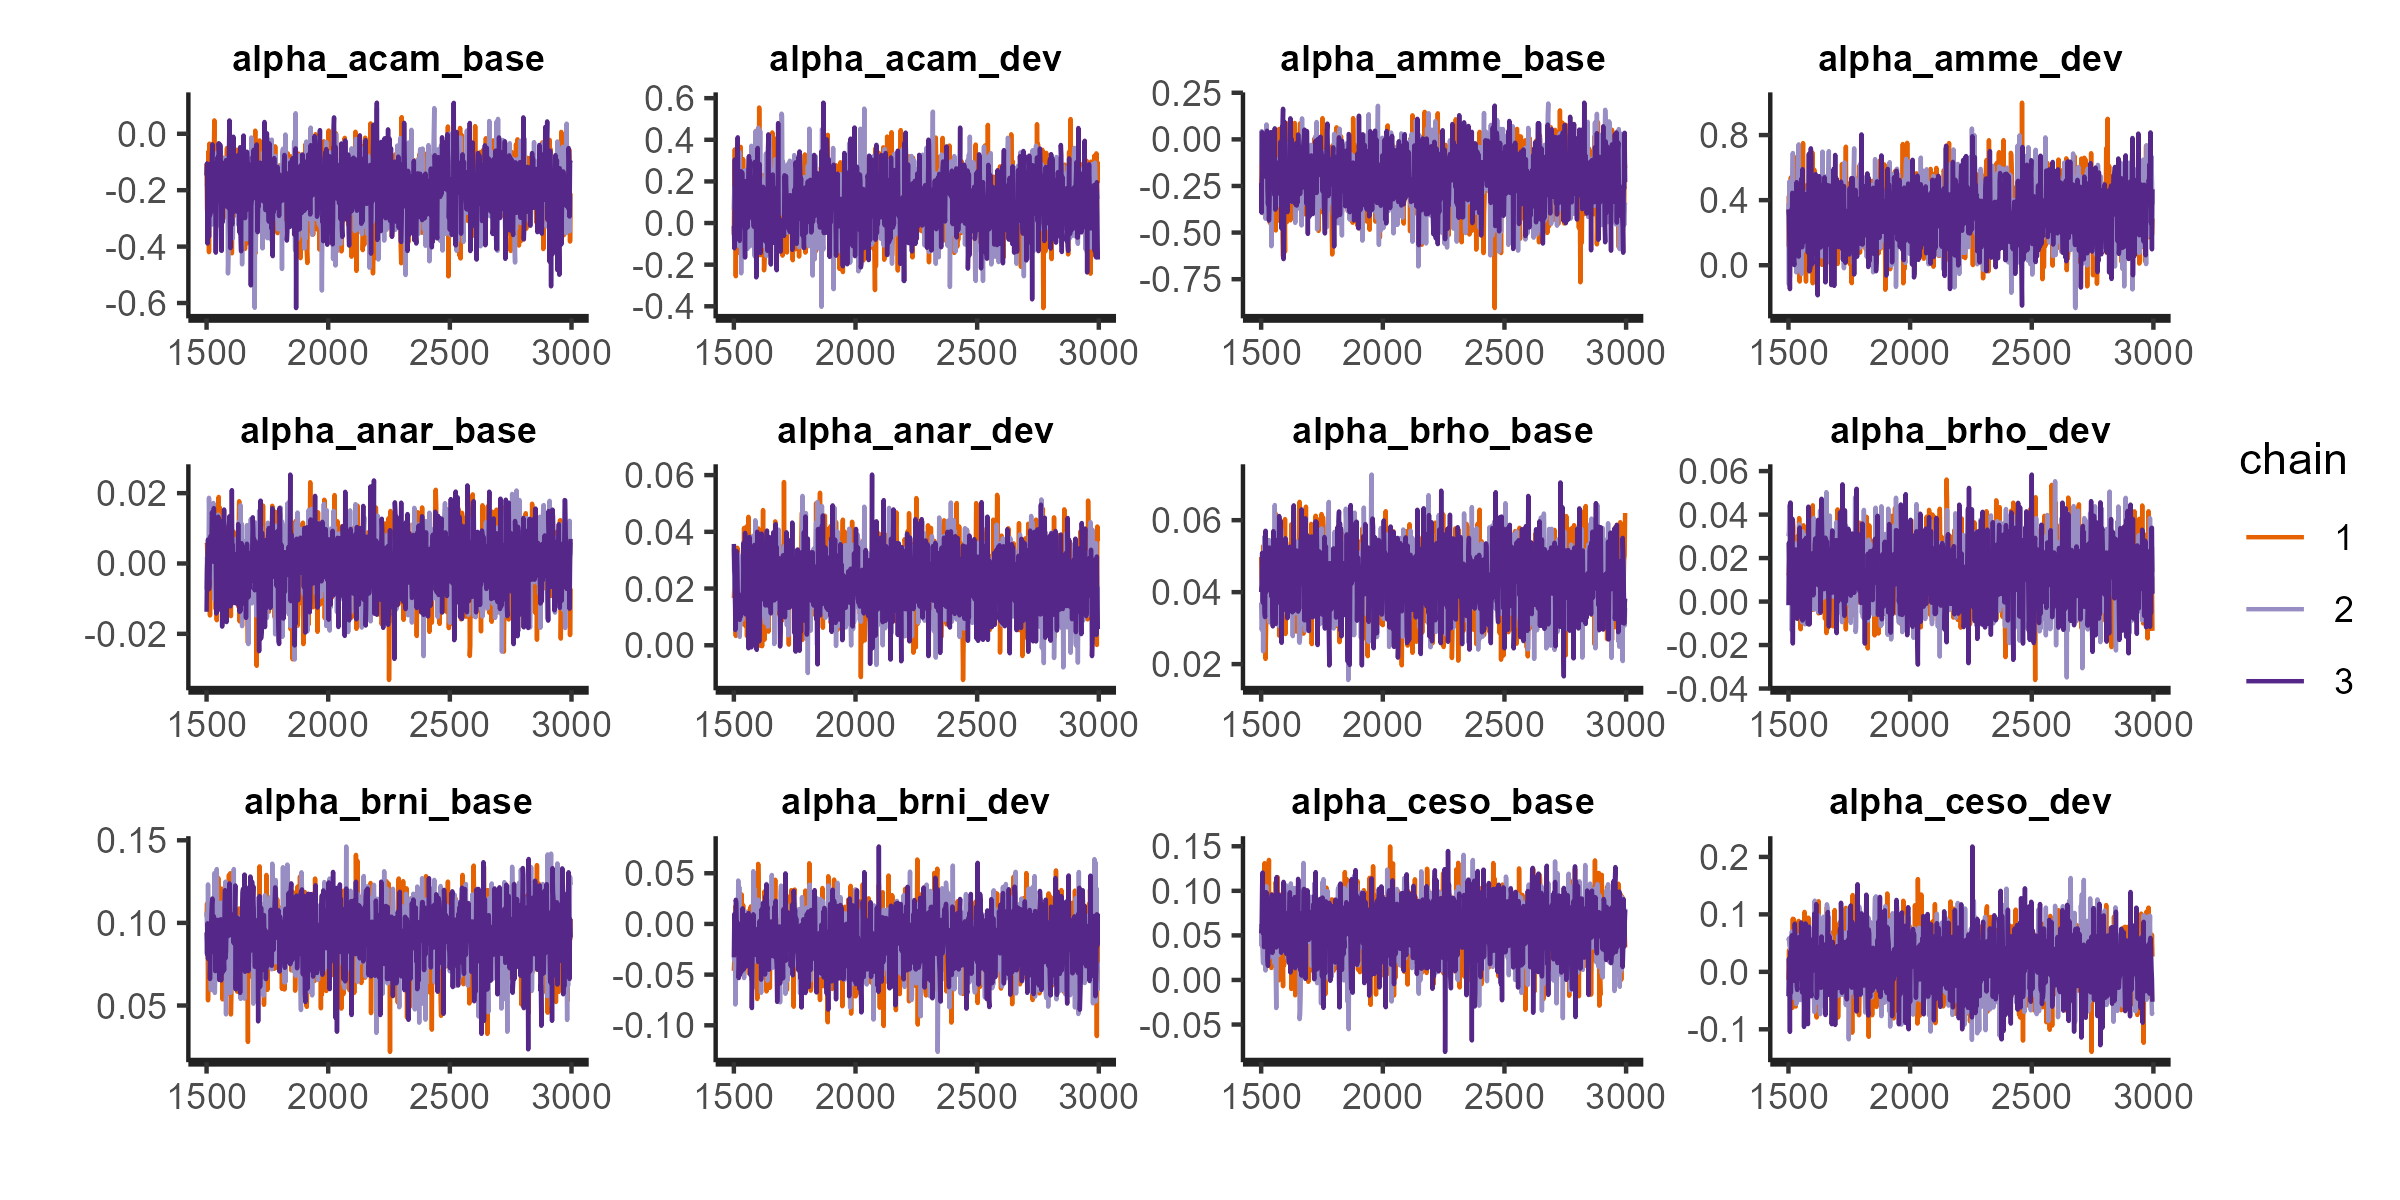 alpha_acam_base alpha_acam_dev alpha_amme_base alpha_amme_dev
0.0 -0.2 -0.4 -0.6
0.6 0.4 0.2 0.0 -0.2 -0.4
0.25 0.00 -0.25 -0.50 -0.75
0.8 0.4 0.0
1500 2000 2500 3000 1500 2000 2500 3000 1500 2000 2500 3000 1500 2000 2500 3000
alpha_anar_base alpha_anar_dev alpha_brho_base alpha_brho_dev
0.02 0.00 -0.02
0.06 0.04 0.02 0.00
0.06 0.04 0.02
0.06 0.04 0.02 0.00 -0.02 -0.04
1500 2000 2500 3000 1500 2000 2500 3000 1500 2000 2500 3000 1500 2000 2500 3000
alpha_brni_base alpha_brni_dev alpha_ceso_base alpha_ceso_dev
0.15 0.10 0.05
0.05 0.00 -0.05 -0.10
0.15 0.10 0.05 0.00 -0.05
0.2 0.1 0.0 -0.1
1500 2000 2500 3000 1500 2000 2500 3000 1500 2000 2500 3000 1500 2000 2500 3000
chain
1
2
3